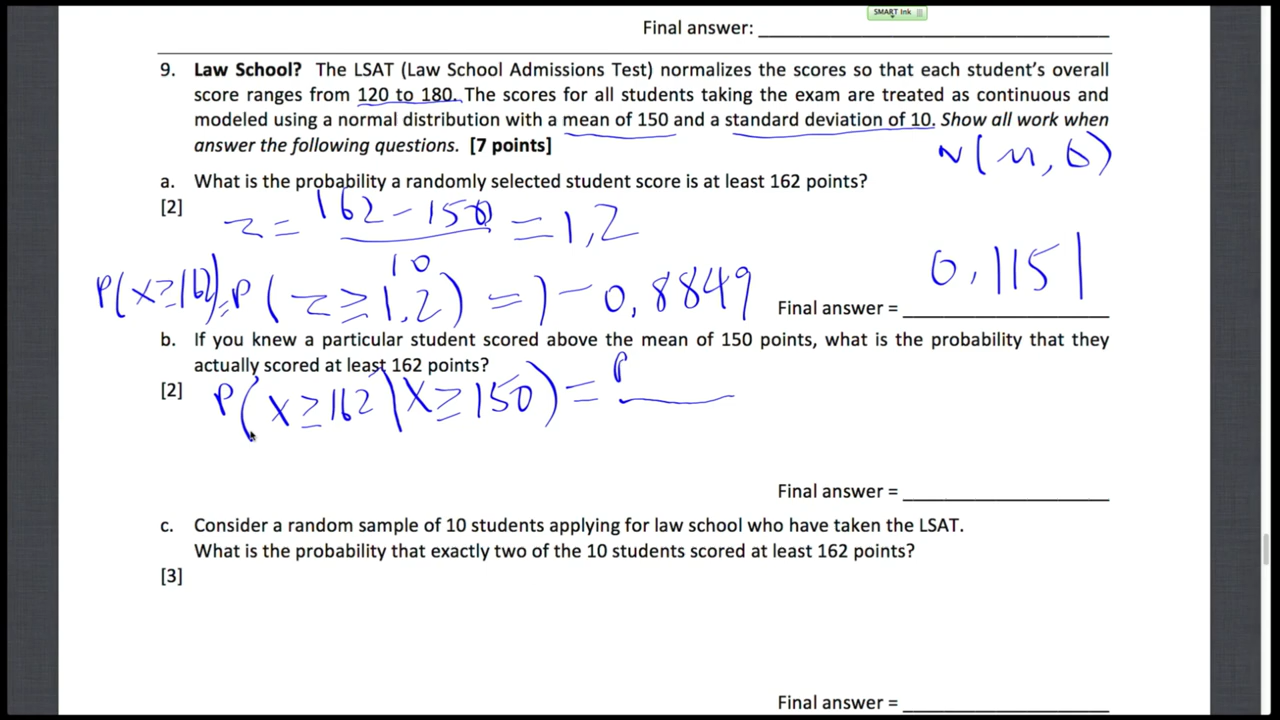 SMART Ink
Final answer: ____________________
9. Law School? The LSAT (Law School Admissions Test) normalizes the scores so that each student's overall
score ranges from 120 to 180. The scores for all students taking the exam are treated as continuous and
modeled using a normal distribution with a mean of 150 and a standard deviation of 10. Show all work when
answer the following questions. [7 points]
N(μ,σ)
a. What is the probability a randomly selected student score is at least 162 points?
[2]
z = 162 - 150 / 10 = 1,2
P(X≥162) = P(z ≥ 1,2) = 1 - 0,8849
Final answer = 0,1151
b. If you knew a particular student scored above the mean of 150 points, what is the probability that they
actually scored at least 162 points?
[2] P(X≥162|X≥150) = P
Final answer = ____________________
c. Consider a random sample of 10 students applying for law school who have taken the LSAT.
What is the probability that exactly two of the 10 students scored at least 162 points?
[3]
Final answer = ____________________